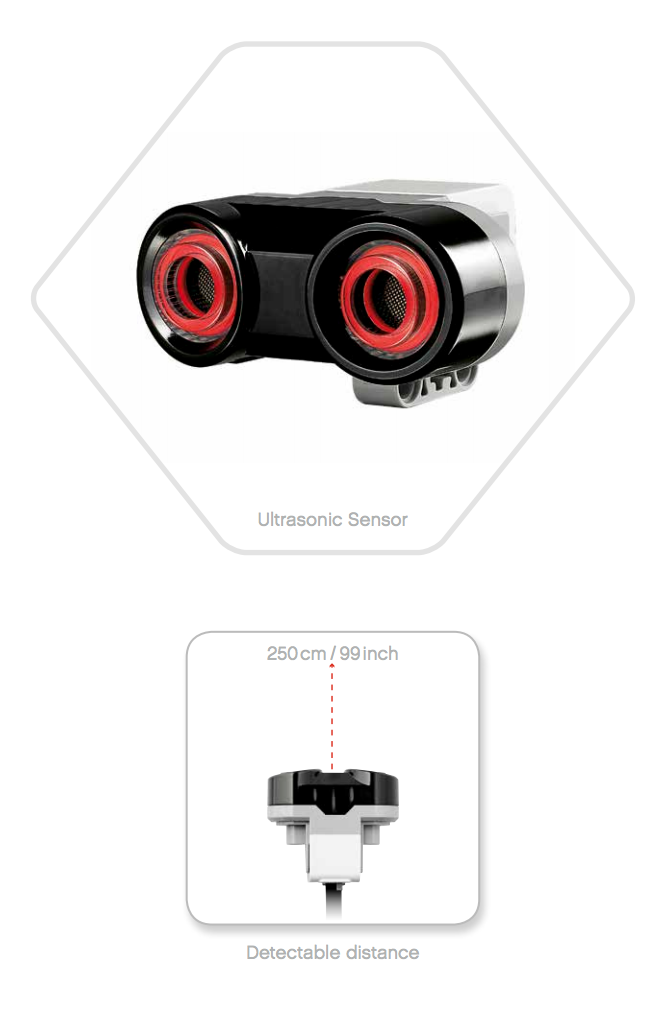 Ultrasonic Sensor
250 cm / 99 inch
Detectable distance